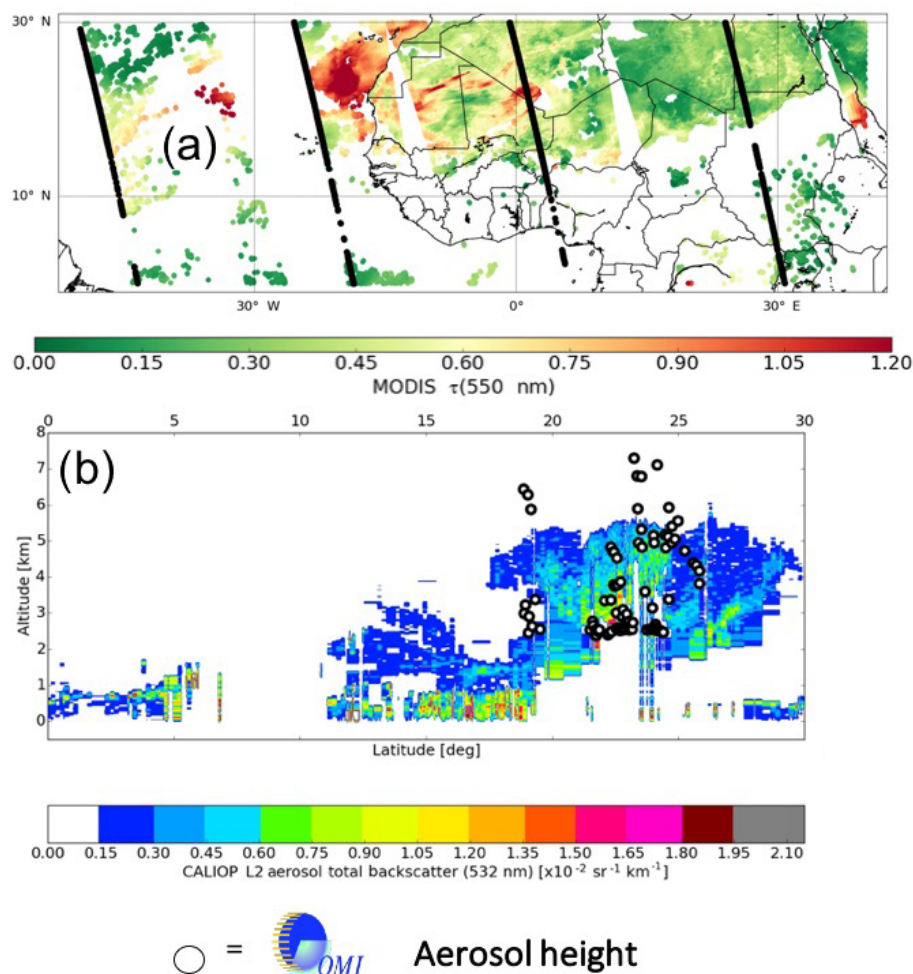 30° N
30° N
(a)
10° N
10° N
30° W
0°
30° E
0.00 0.15 0.30 0.45 0.60 0.75 0.90 1.05 1.20
MODIS τ(550 nm)
0 5 10 15 20 25 30
8
(b)
7
6
5
4
3
2
1
0
Altitude [km]
Latitude [deg]
0.00 0.15 0.30 0.45 0.60 0.75 0.90 1.05 1.20 1.35 1.50 1.65 1.80 1.95 2.10
CALIOP L2 aerosol total backscatter (532 nm) [x10⁻² sr⁻¹ km⁻¹]
= OMI Aerosol height